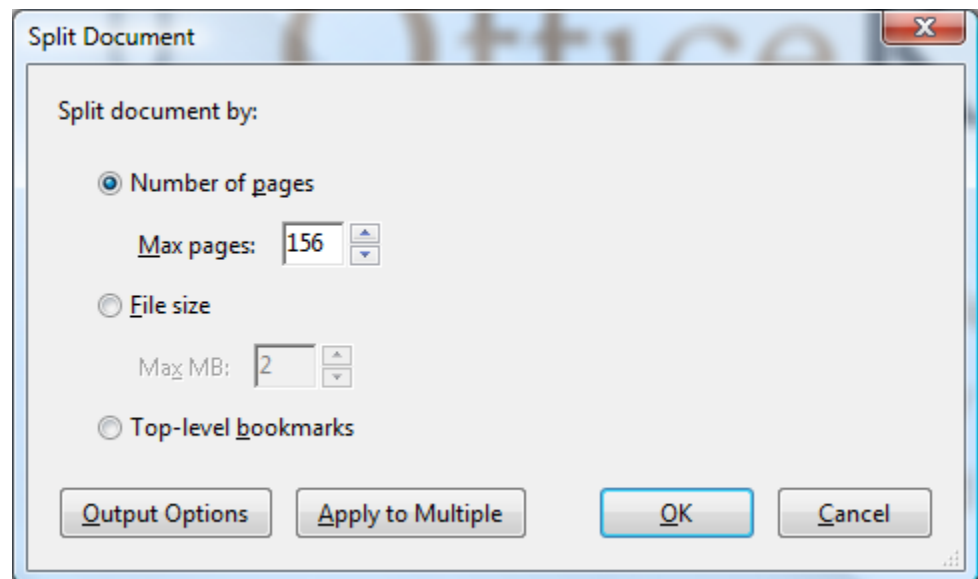 Split Document
Split document by:
Number of pages
Max pages: 156
File size
Max MB: 2
Top-level bookmarks
Output Options Apply to Multiple OK Cancel